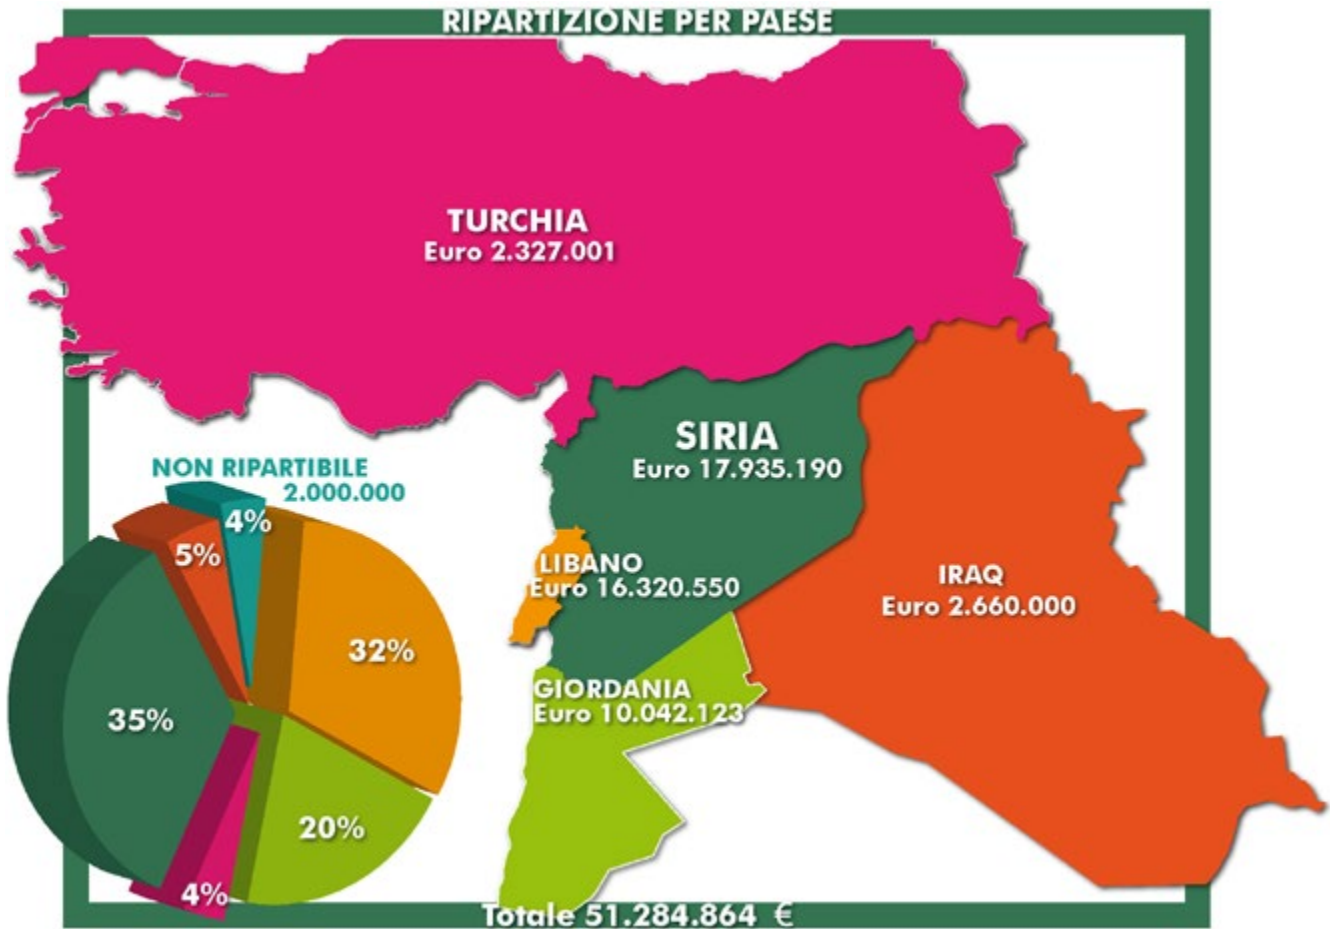 RIPARTIZIONE PER PAESE
TURCHIA
Euro 2.327.001
SIRIA
Euro 17.935.190
NON RIPARTIBILE
2.000.000
4%
5%
LIBANO
Euro 16.320.550
IRAQ
Euro 2.660.000
32%
35%
GIORDANIA
Euro 10.042.123
20%
4%
Totale 51.284.864 €